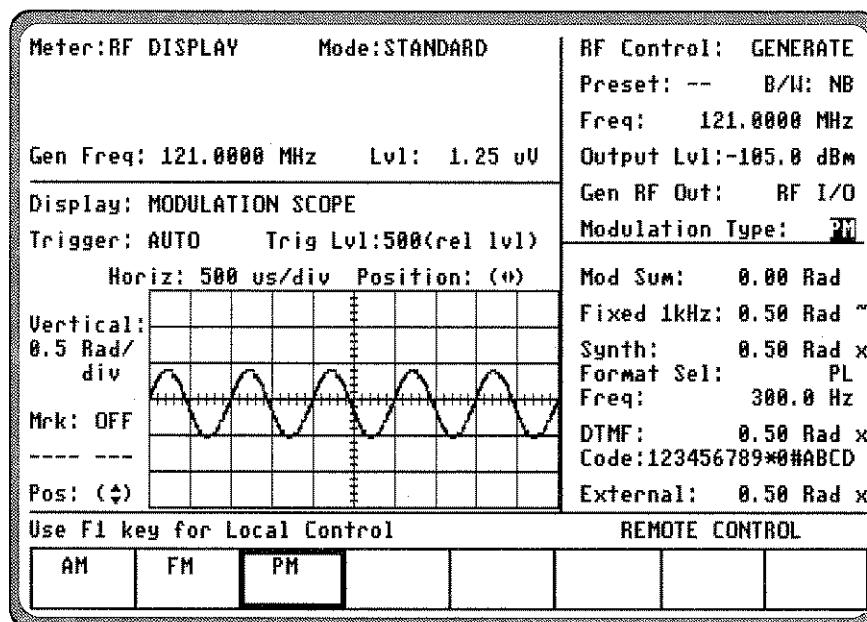 Meter:RF DISPLAY Mode:STANDARD
Gen Freq: 121.0000 MHz Lvl: 1.25 uV
Display: MODULATION SCOPE
Trigger: AUTO Trig Lvl:500(rel lvl)
Horiz: 500 us/div Position: (↔)
Vertical:
0.5 Rad/
div
Mrk: OFF
---- ---
Pos: (↕)
RF Control: GENERATE
Preset: -- B/W: NB
Freq: 121.0000 MHz
Output Lvl:-105.0 dBm
Gen RF Out: RF I/O
Modulation Type: PM
Mod Sum: 0.00 Rad
Fixed 1kHz: 0.50 Rad ~
Synth: 0.50 Rad x
Format Sel: PL
Freq: 300.0 Hz
DTMF: 0.50 Rad x
Code:123456789*0#ABCD
External: 0.50 Rad x
Use F1 key for Local Control REMOTE CONTROL
AM FM PM